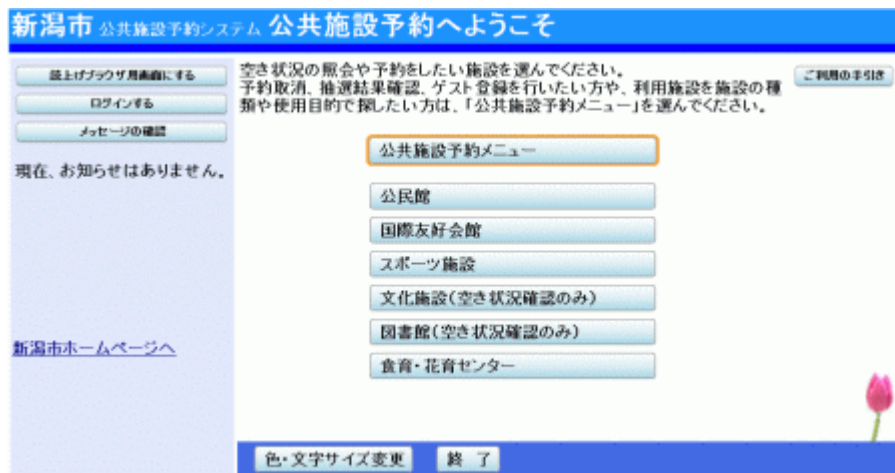 新潟市 公共施設予約システム 公共施設予約へようこそ
読上げブラウザ用画面にする
ログインする
メッセージの確認
現在、お知らせはありません。
新潟市ホームページへ
空き状況の照会や予約をしたい施設を選んでください。
予約取消、抽選結果確認、ゲスト登録を行いたい方や、利用施設を施設の種
類や使用目的で探したい方は、「公共施設予約メニュー」を選んでください。
ご利用の手引き
公共施設予約メニュー
公民館
国際友好会館
スポーツ施設
文化施設(空き状況確認のみ)
図書館(空き状況確認のみ)
食育・花育センター
色・文字サイズ変更
終 了